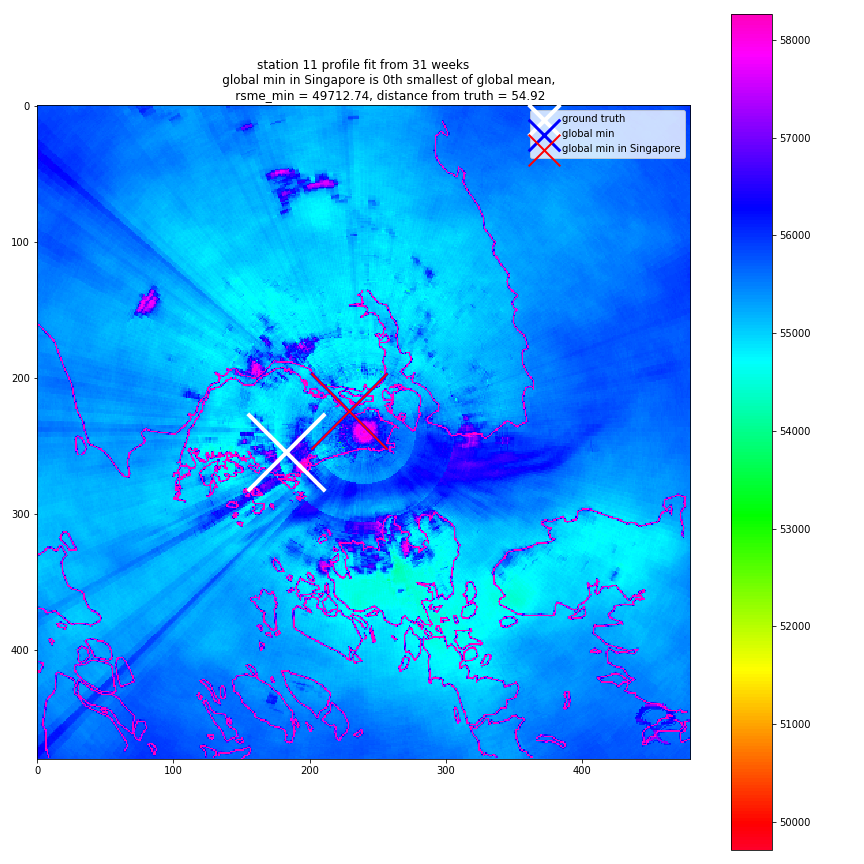 station 11 profile fit from 31 weeks
global min in Singapore is 0th smallest of global mean,
rsme_min = 49712.74, distance from truth = 54.92
ground truth
global min
global min in Singapore
0
100
200
300
400
0 100 200 300 400
58000
57000
56000
55000
54000
53000
52000
51000
50000